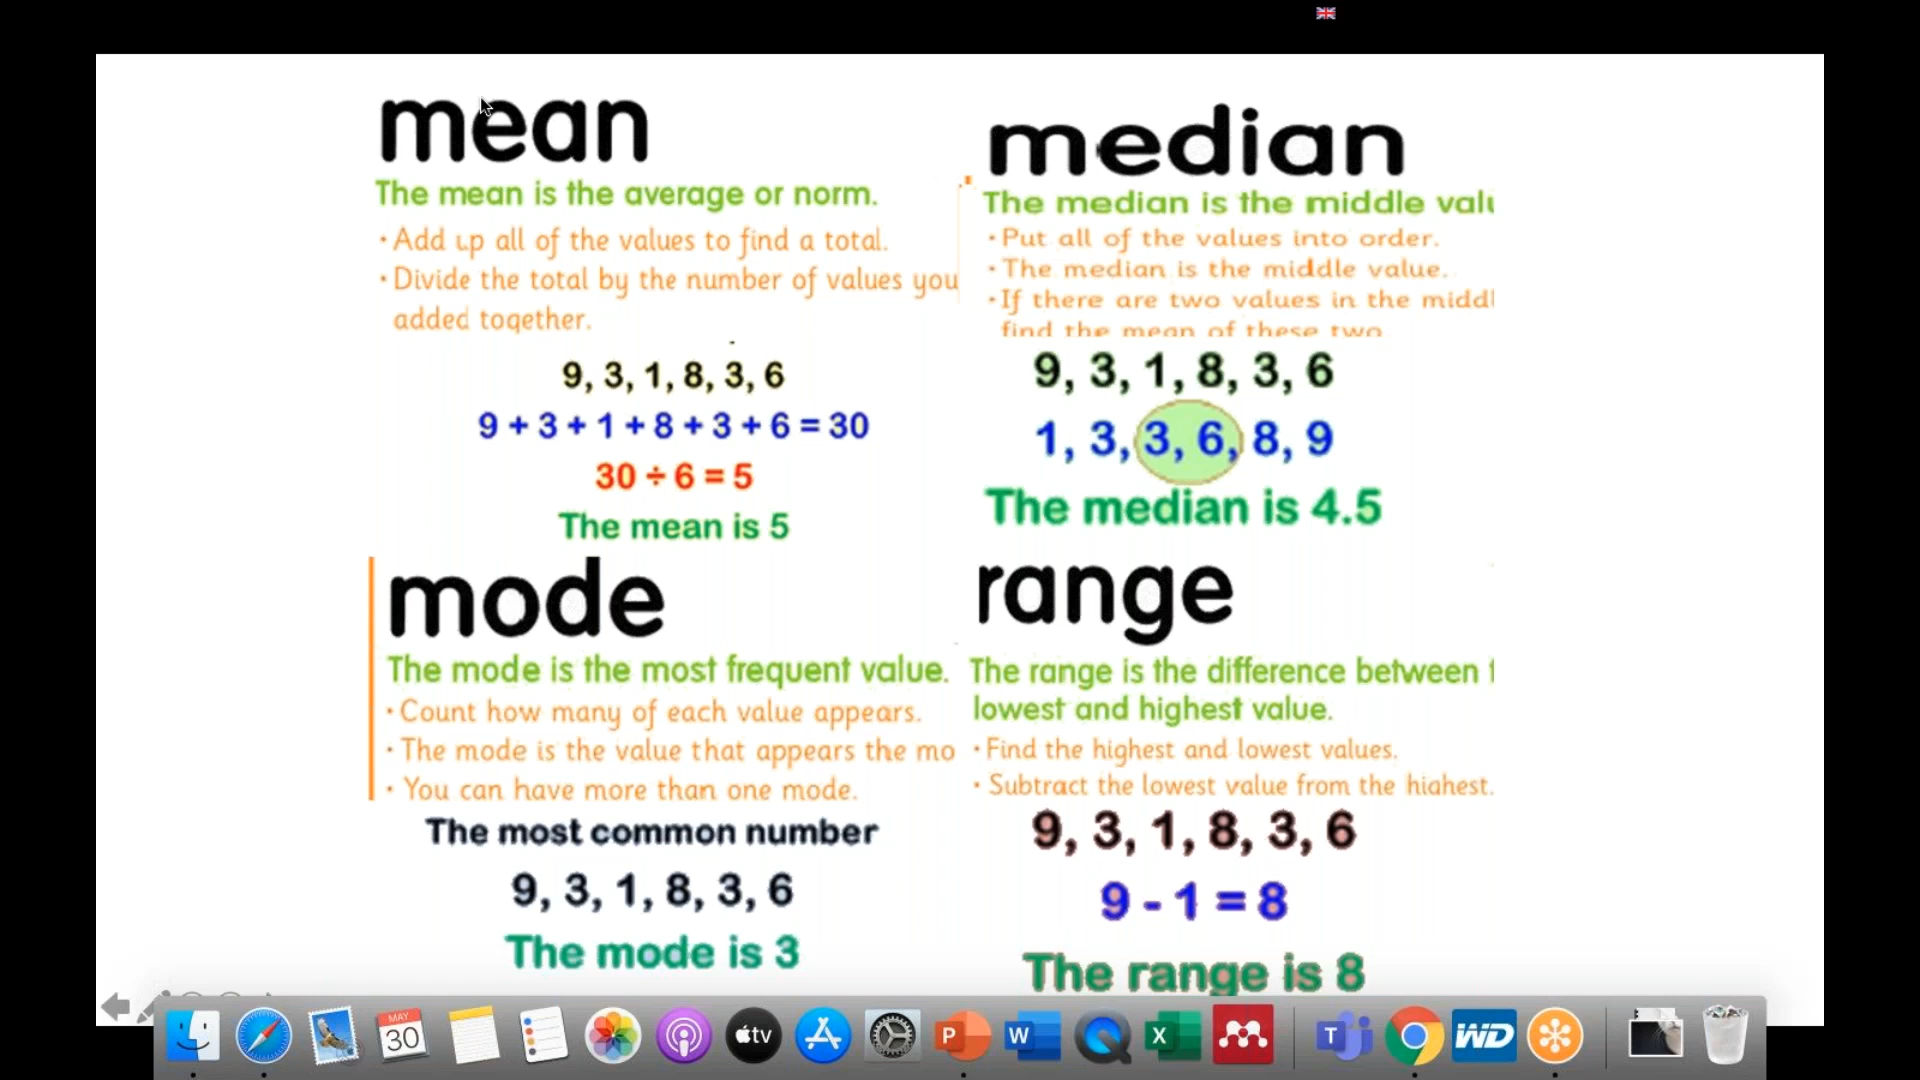 mean
The mean is the average or norm.
• Add up all of the values to find a total.
• Divide the total by the number of values you
added together.
9, 3, 1, 8, 3, 6
9 + 3 + 1 + 8 + 3 + 6 = 30
30 ÷ 6 = 5
The mean is 5
median
The median is the middle valu
• Put all of the values into order.
• The median is the middle value.
• If there are two values in the middl
find the mean of these two
9, 3, 1, 8, 3, 6
1, 3, 3, 6, 8, 9
The median is 4.5
mode
The mode is the most frequent value.
• Count how many of each value appears.
• The mode is the value that appears the mo
• You can have more than one mode.
The most common number
9, 3, 1, 8, 3, 6
The mode is 3
range
The range is the difference between t
lowest and highest value.
• Find the highest and lowest values.
• Subtract the lowest value from the highest.
9, 3, 1, 8, 3, 6
9 - 1 = 8
The range is 8
MAY
30
tv
P
W
X
T
WD